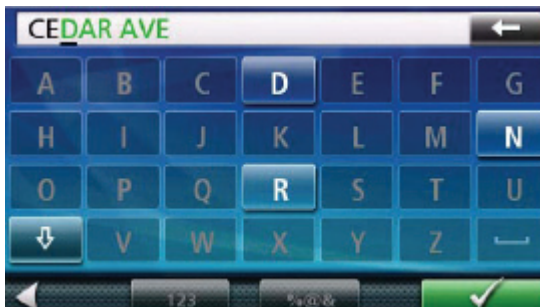 CEDAR AVE
A B C D E F G
H I J K L M N
O P Q R S T U
V W X Y Z
123 %@&